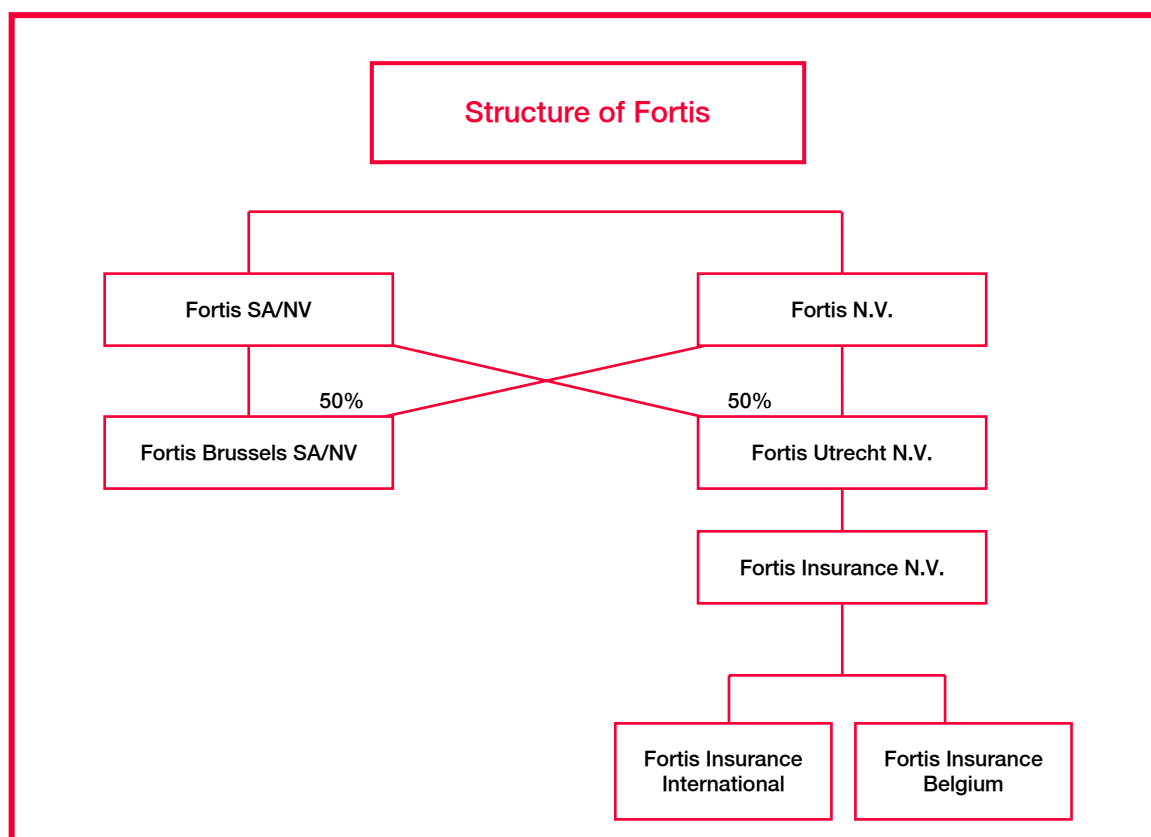 Structure of Fortis
Fortis SA/NV
Fortis N.V.
50%
50%
Fortis Brussels SA/NV
Fortis Utrecht N.V.
Fortis Insurance N.V.
Fortis Insurance
International
Fortis Insurance
Belgium